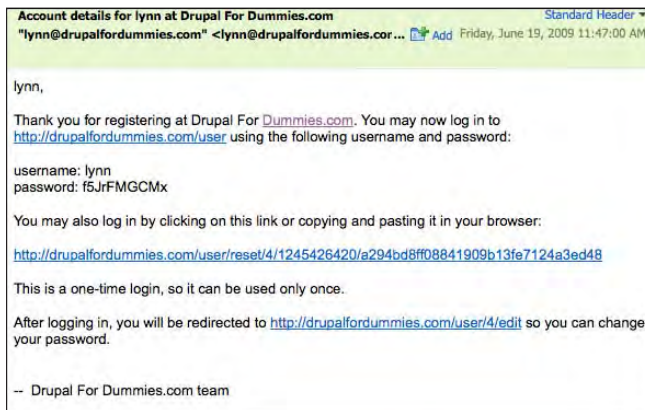 Account details for lynn at Drupal For Dummies.com
Standard Header
"lynn@drupalfordummies.com" <lynn@drupalfordummies.cor... Add Friday, June 19, 2009 11:47:00 AM
lynn,
Thank you for registering at Drupal For Dummies.com. You may now log in to
http://drupalfordummies.com/user using the following username and password:
username: lynn
password: f5JrFMGCMx
You may also log in by clicking on this link or copying and pasting it in your browser:
http://drupalfordummies.com/user/reset/4/1245426420/a294bd8ff08841909b13fe7124a3ed48
This is a one-time login, so it can be used only once.
After logging in, you will be redirected to http://drupalfordummies.com/user/4/edit so you can change
your password.
-- Drupal For Dummies.com team